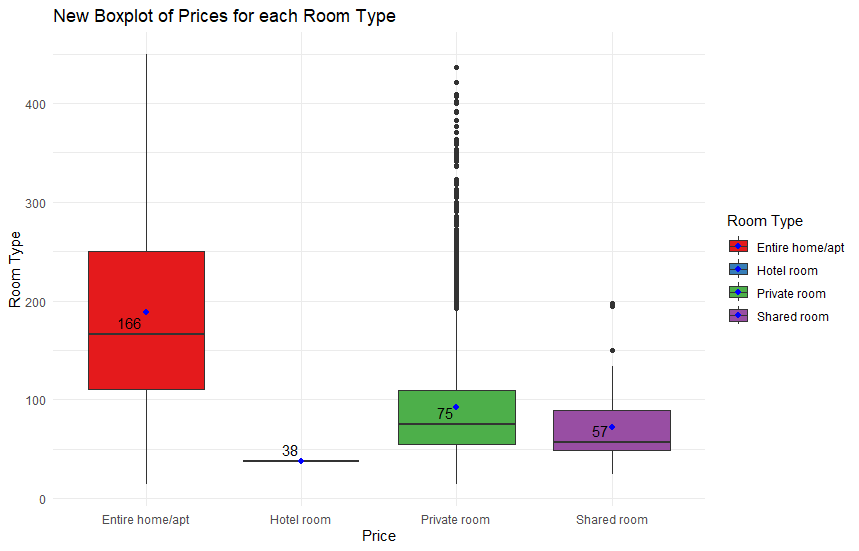 New Boxplot of Prices for each Room Type
Room Type
400
300
200
100
0
166
38
75
57
Entire home/apt
Hotel room
Private room
Shared room
Price
Room Type
Entire home/apt
Hotel room
Private room
Shared room